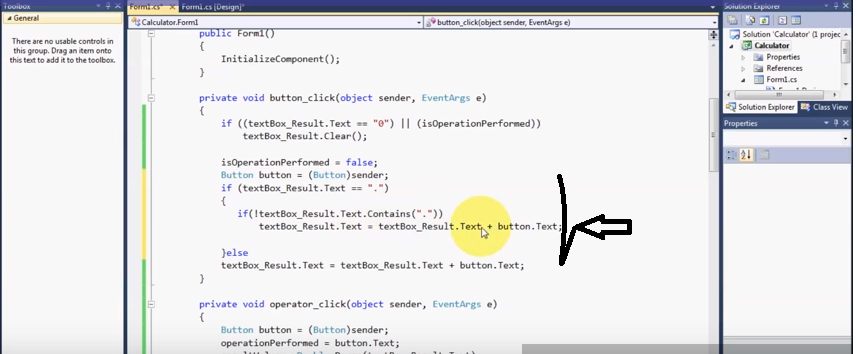 Toolbox
General
There are no usable controls in
this group. Drag an item onto
this text to add it to the toolbox.
Form1.cs*
Form1.cs [Design]*
Calculator.Form1
button_click(object sender, EventArgs e)
public Form1()
{
InitializeComponent();
}
private void button_click(object sender, EventArgs e)
{
if ((textBox_Result.Text == "0") || (isOperationPerformed))
textBox_Result.Clear();
isOperationPerformed = false;
Button button = (Button)sender;
if (textBox_Result.Text == ".")
{
if(!textBox_Result.Text.Contains("."))
textBox_Result.Text = textBox_Result.Text + button.Text;
}else
textBox_Result.Text = textBox_Result.Text + button.Text;
}
private void operator_click(object sender, EventArgs e)
{
Button button = (Button)sender;
operationPerformed = button.Text;
Solution Explorer
Solution 'Calculator' (1 projec
Calculator
Properties
References
Form1.cs
Solution Explorer
Class View
Properties